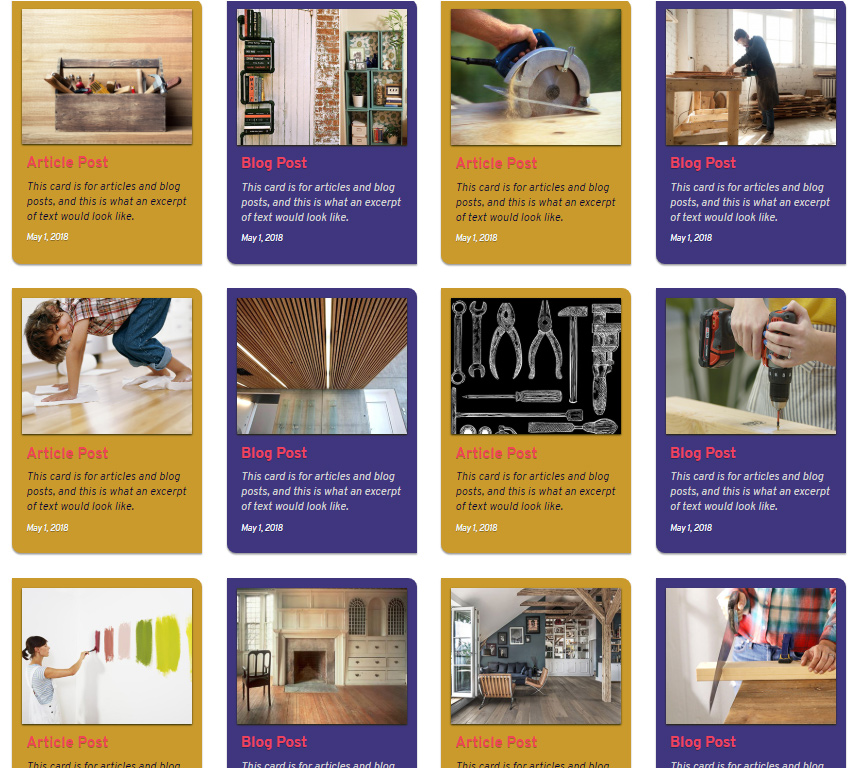 Article Post
This card is for articles and blog
posts, and this is what an excerpt
of text would look like.
May 1, 2018
Blog Post
This card is for articles and blog
posts, and this is what an excerpt
of text would look like.
May 1, 2018
Article Post
This card is for articles and blog
posts, and this is what an excerpt
of text would look like.
May 1, 2018
Blog Post
This card is for articles and blog
posts, and this is what an excerpt
of text would look like.
May 1, 2018
Article Post
This card is for articles and blog
posts, and this is what an excerpt
of text would look like.
May 1, 2018
Blog Post
This card is for articles and blog
posts, and this is what an excerpt
of text would look like.
May 1, 2018
Article Post
This card is for articles and blog
posts, and this is what an excerpt
of text would look like.
May 1, 2018
Blog Post
This card is for articles and blog
posts, and this is what an excerpt
of text would look like.
May 1, 2018
Article Post
This card is for articles and blog
Blog Post
This card is for articles and blog
Article Post
This card is for articles and blog
Blog Post
This card is for articles and blog